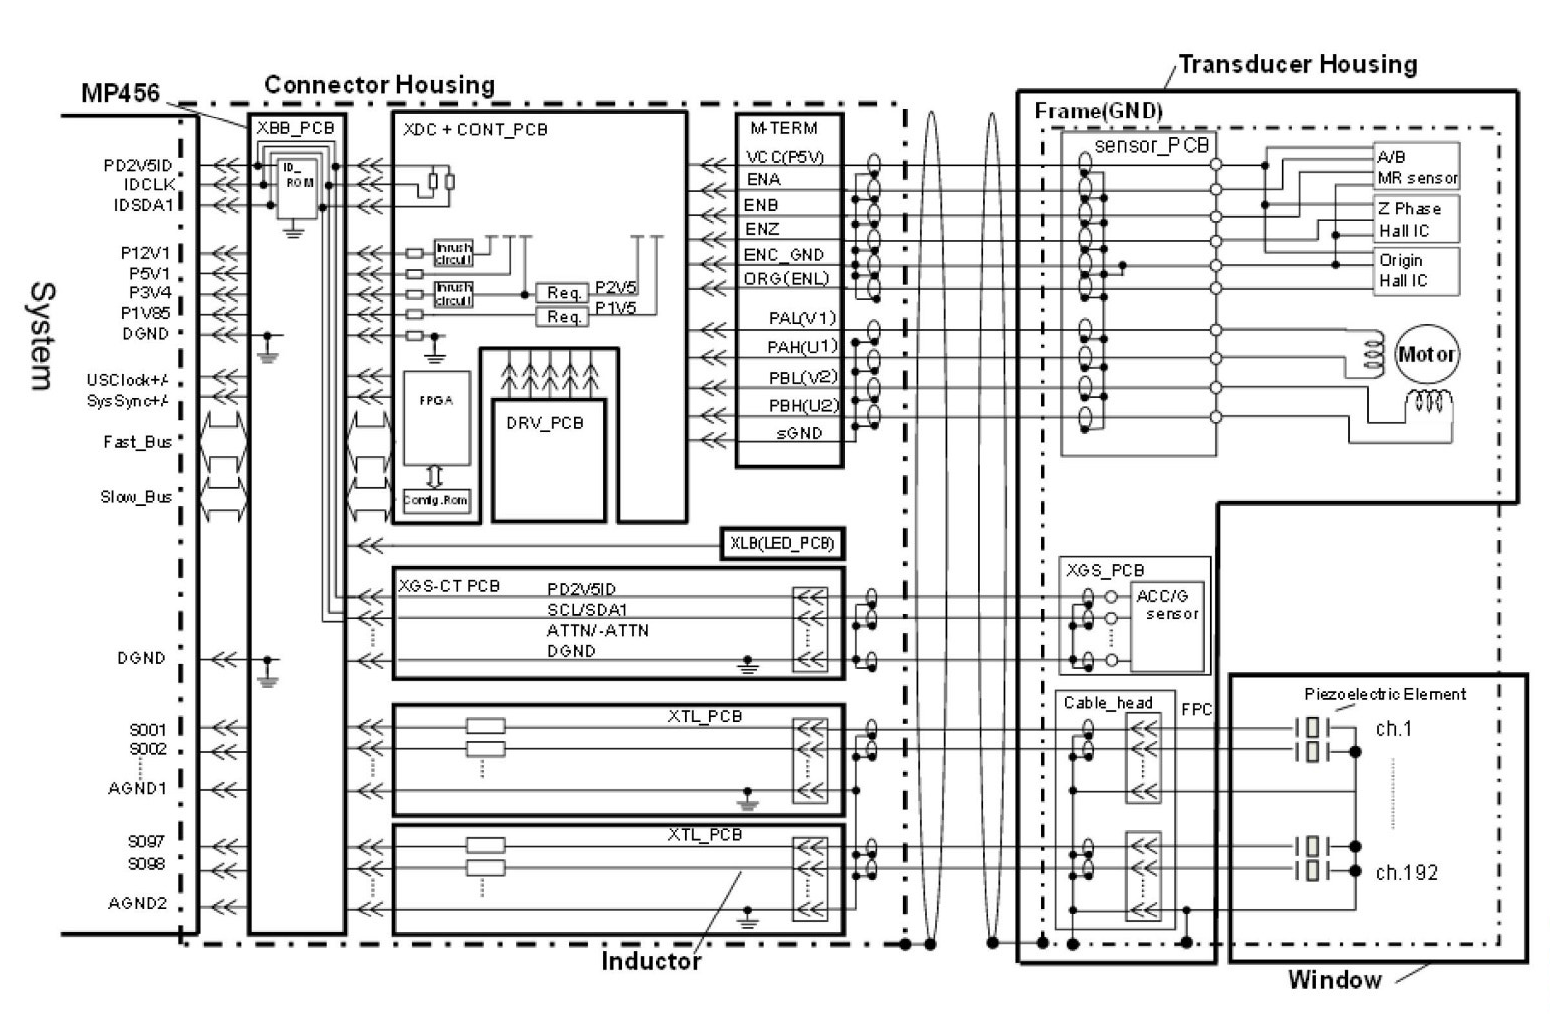 Transducer Housing
Connector Housing
MP456
Frame(GND)
XBB_PCB
XDC + CONT_PCB
M-TERM
sensor_PCB
PD2V5ID
IDCLK
IDSDA1
ID_
ROM
VCC(P5V)
ENA
ENB
ENZ
ENC_GND
ORG(ENL)
A/B
MR sensor
Z Phase
Hall IC
Origin
Hall IC
P12V1
P5V1
P3V4
P1V85
DGND
Inrush
circuit
Inrush
circuit
Req.
P2V5
Req.
P1V5
System
PAL(V1)
PAH(U1)
PBL(V2)
PBH(U2)
sGND
Motor
USClock+/-
SysSync+/-
Fast_Bus
Slow_Bus
FPGA
DRV_PCB
Config.Rom
XLB(LED_PCB)
XGS-CT PCB
PD2V5ID
SCL/SDA1
ATTN/-ATTN
DGND
XGS_PCB
ACC/G
sensor
DGND
XTL_PCB
Cable_head
FPC
Piezoelectric Element
ch.1
S001
S002
AGND1
XTL_PCB
S097
S098
AGND2
ch.192
Inductor
Window